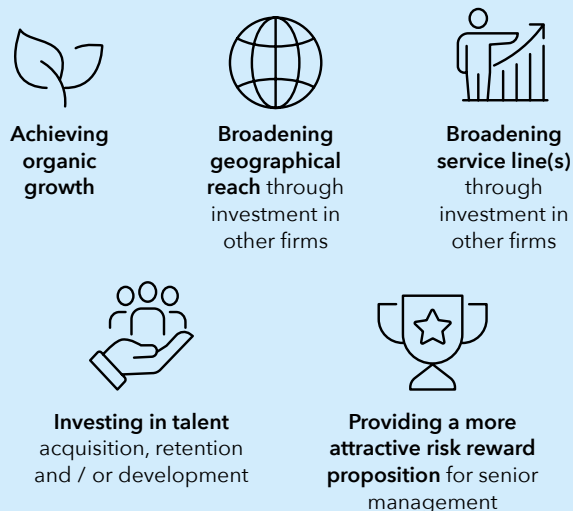 Achieving
organic
growth
Broadening
geographical
reach through
investment in
other firms
Broadening
service line(s)
through
investment in
other firms
Investing in talent
acquisition, retention
and / or development
Providing a more
attractive risk reward
proposition for senior
management